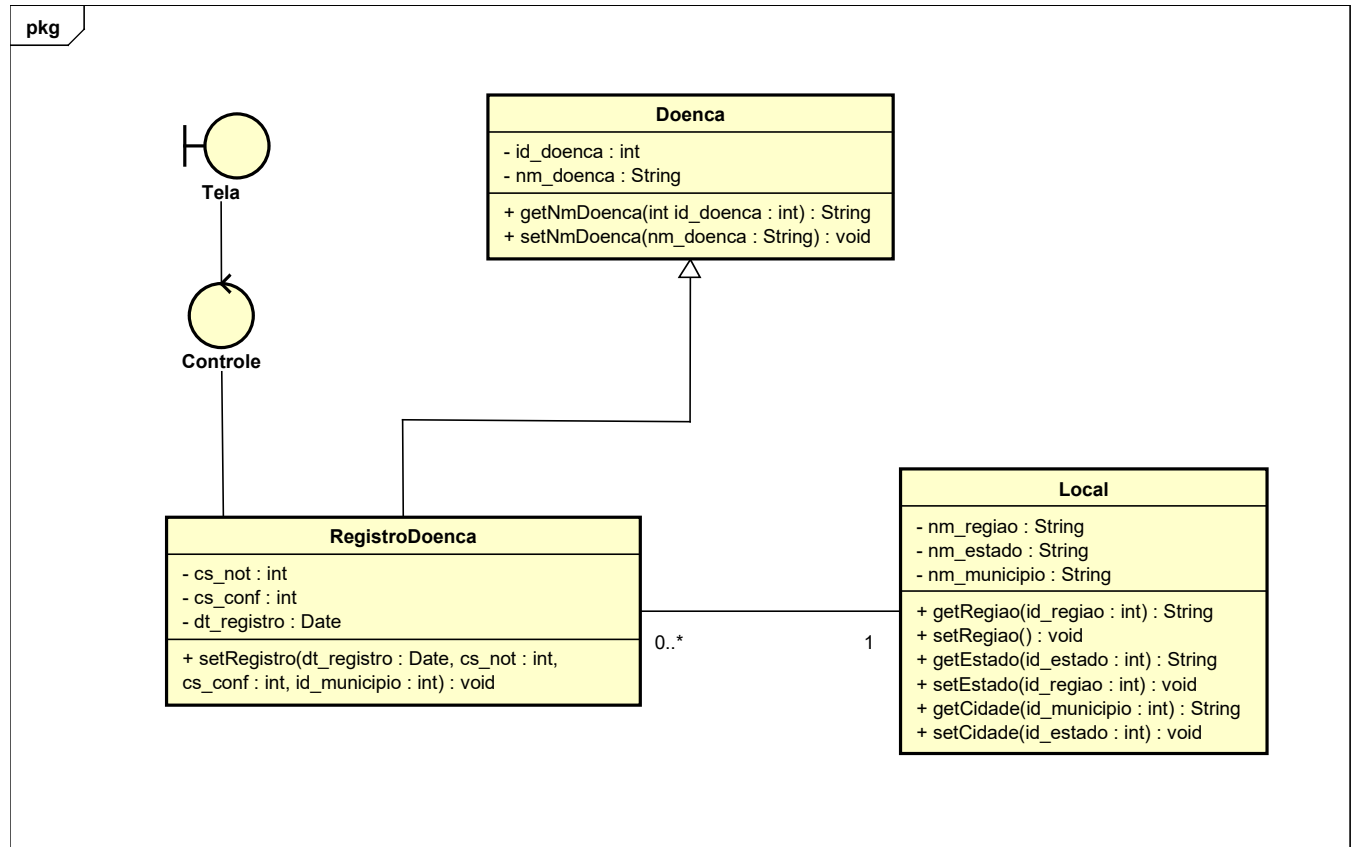 pkg
Tela
Controle
Doenca
- id_doenca : int
- nm_doenca : String
+ getNmDoenca(int id_doenca : int) : String
+ setNmDoenca(nm_doenca : String) : void
RegistroDoenca
- cs_not : int
- cs_conf : int
- dt_registro : Date
+ setRegistro(dt_registro : Date, cs_not : int,
cs_conf : int, id_municipio : int) : void
0..*
1
Local
- nm_regiao : String
- nm_estado : String
- nm_municipio : String
+ getRegiao(id_regiao : int) : String
+ setRegiao() : void
+ getEstado(id_estado : int) : String
+ setEstado(id_regiao : int) : void
+ getCidade(id_municipio : int) : String
+ setCidade(id_estado : int) : void